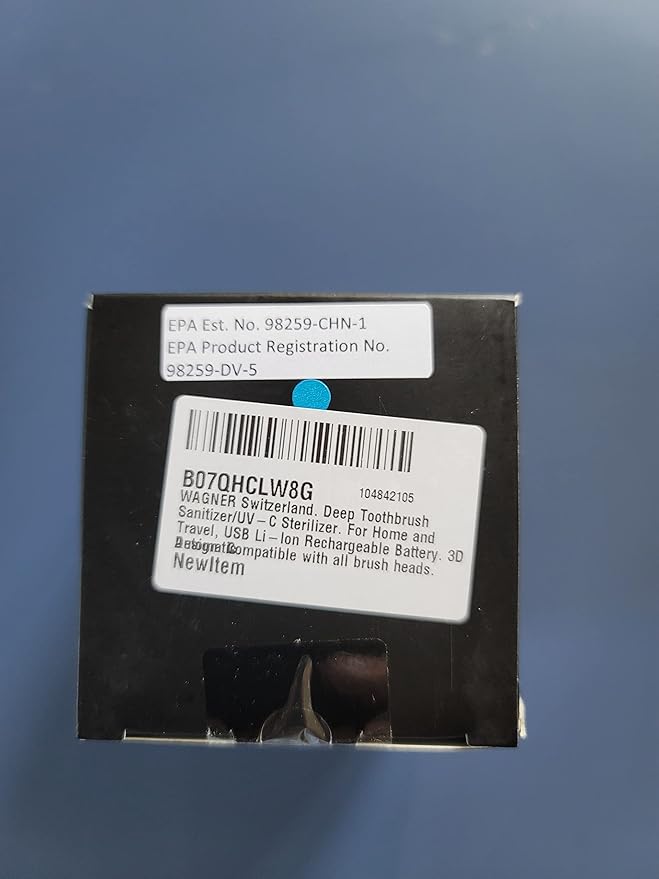 EPA Est. No. 98259-CHN-1
EPA Product Registration No.
98259-DV-5
B07QHCLW8G 104842105
WAGNER Switzerland. Deep Toothbrush
Sanitizer/UV–C Sterilizer. For Home and
Travel, USB Li–Ion Rechargeable Battery. 3D
Compatible with all brush heads.
NewItem